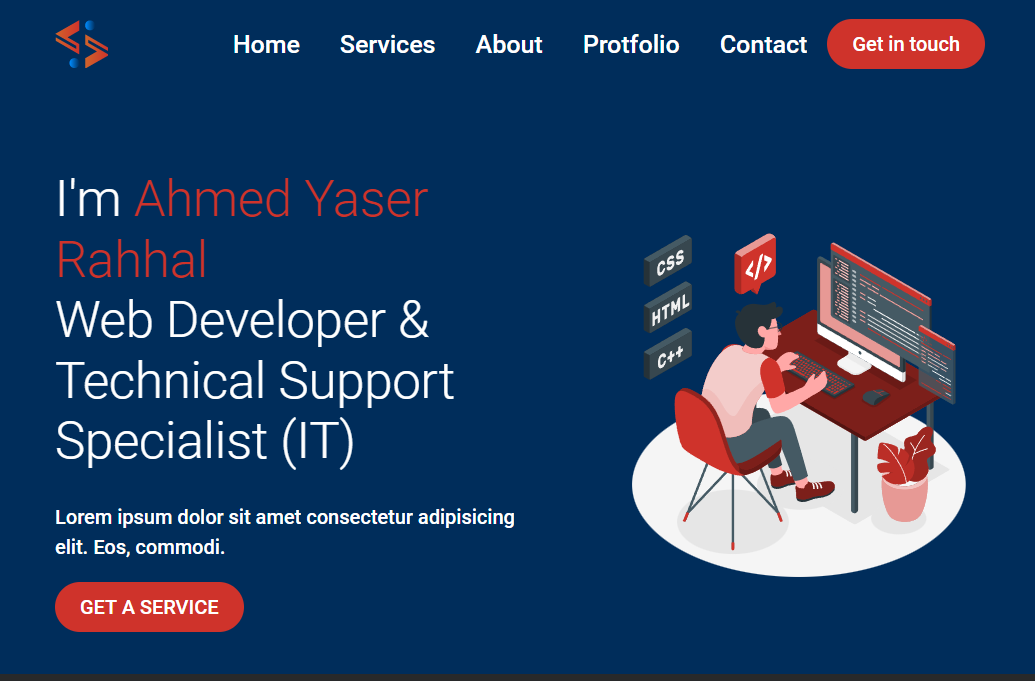 Home Services About Protfolio Contact Get in touch
I'm Ahmed Yaser
Rahhal
Web Developer &
Technical Support
Specialist (IT)
Lorem ipsum dolor sit amet consectetur adipisicing
elit. Eos, commodi.
GET A SERVICE
CSS
</>
HTML
C++